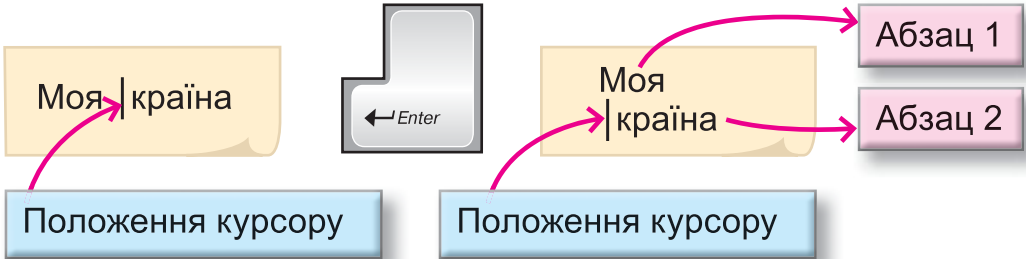 Моя країна
Положення курсору
Enter
Моя
країна
Положення курсору
Абзац 1
Абзац 2